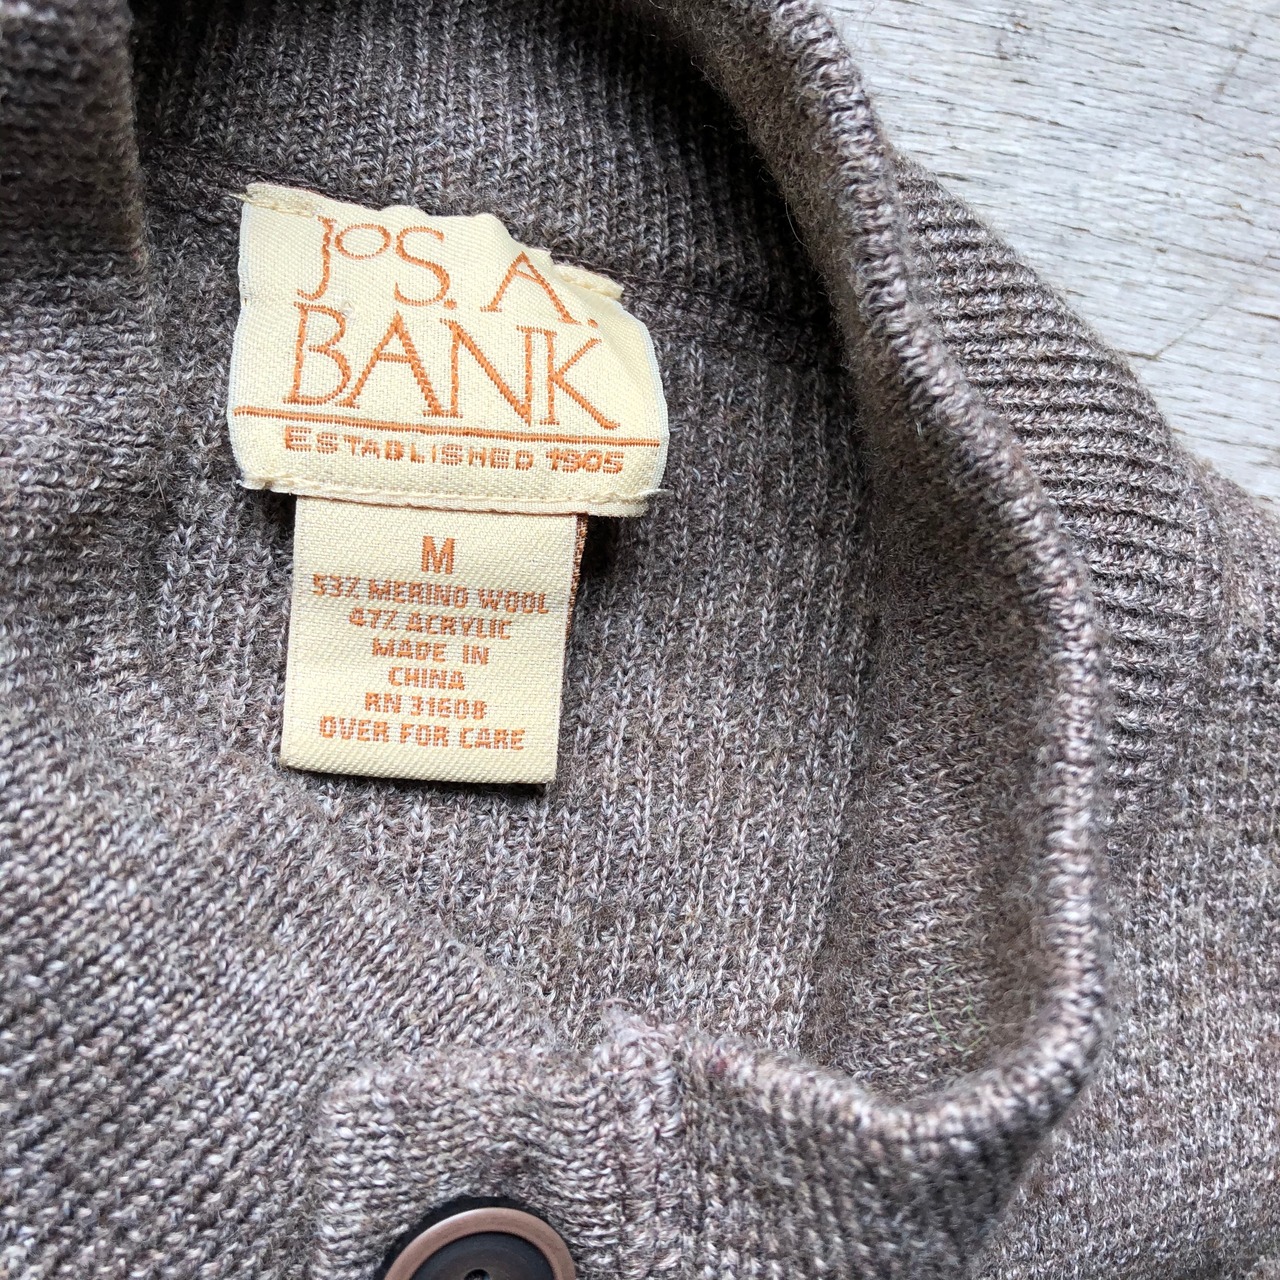 JOS. A.
BANK
ESTABLISHED 1905
M
53% MERINO WOOL
47% ACRYLIC
MADE IN
CHINA
RN 31608
OVER FOR CARE